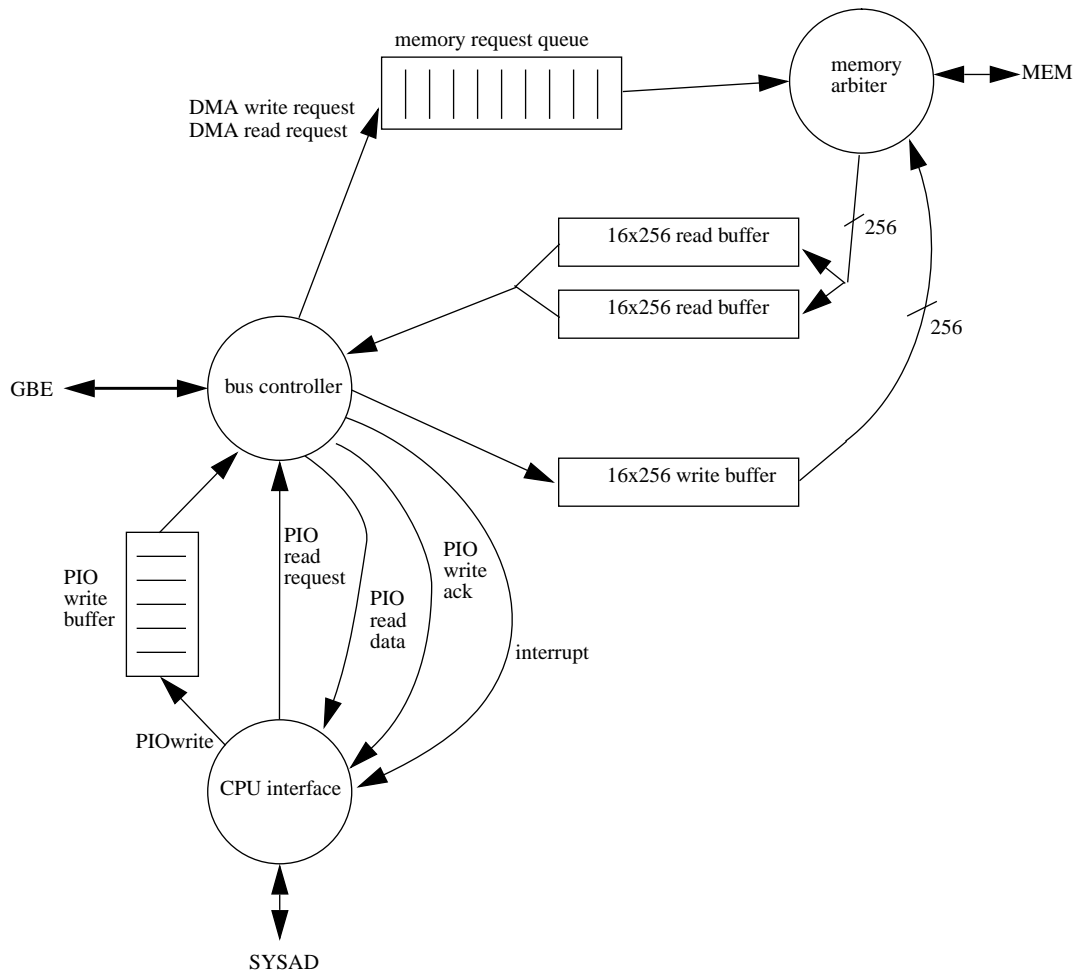 memory request queue
memory
arbiter
MEM
DMA write request
DMA read request
16x256 read buffer
256
16x256 read buffer
256
GBE
bus controller
16x256 write buffer
PIO
write
buffer
PIO
read
request
PIO
read
data
PIO
write
ack
interrupt
PIOwrite
CPU interface
SYSAD